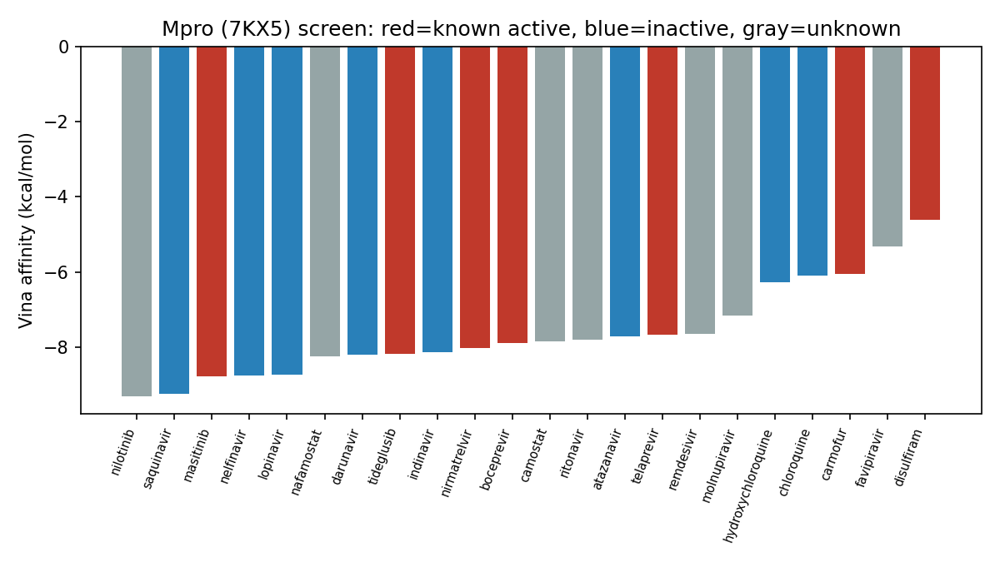 Mpro (7KX5) screen: red=known active, blue=inactive, gray=unknown
Vina affinity (kcal/mol)
0
−2
−4
−6
−8
nilotinib
saquinavir
masitinib
nelfinavir
lopinavir
nafamostat
darunavir
tideglusib
indinavir
nirmatrelvir
boceprevir
camostat
ritonavir
atazanavir
telaprevir
remdesivir
molnupiravir
hydroxychloroquine
chloroquine
carmofur
favipiravir
disulfiram